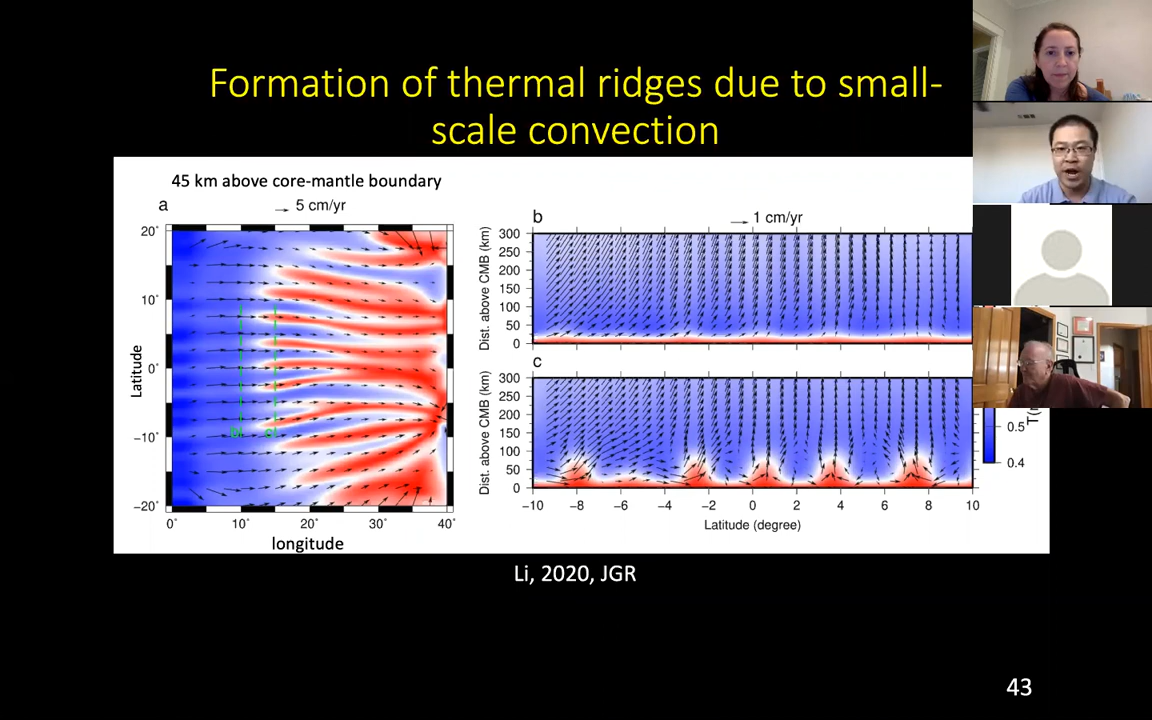 Formation of thermal ridges due to small-
scale convection
45 km above core-mantle boundary
a
5 cm/yr
20°
10°
0°
−10°
−20°
Latitude
0°
10°
20°
30°
40°
longitude
b
1 cm/yr
Dist. above CMB (km)
300
250
200
150
100
50
0
c
Dist. above CMB (km)
300
250
200
150
100
50
0
−10
−8
−6
−4
−2
0
2
4
6
8
10
Latitude (degree)
0.5
0.4
Li, 2020, JGR
43